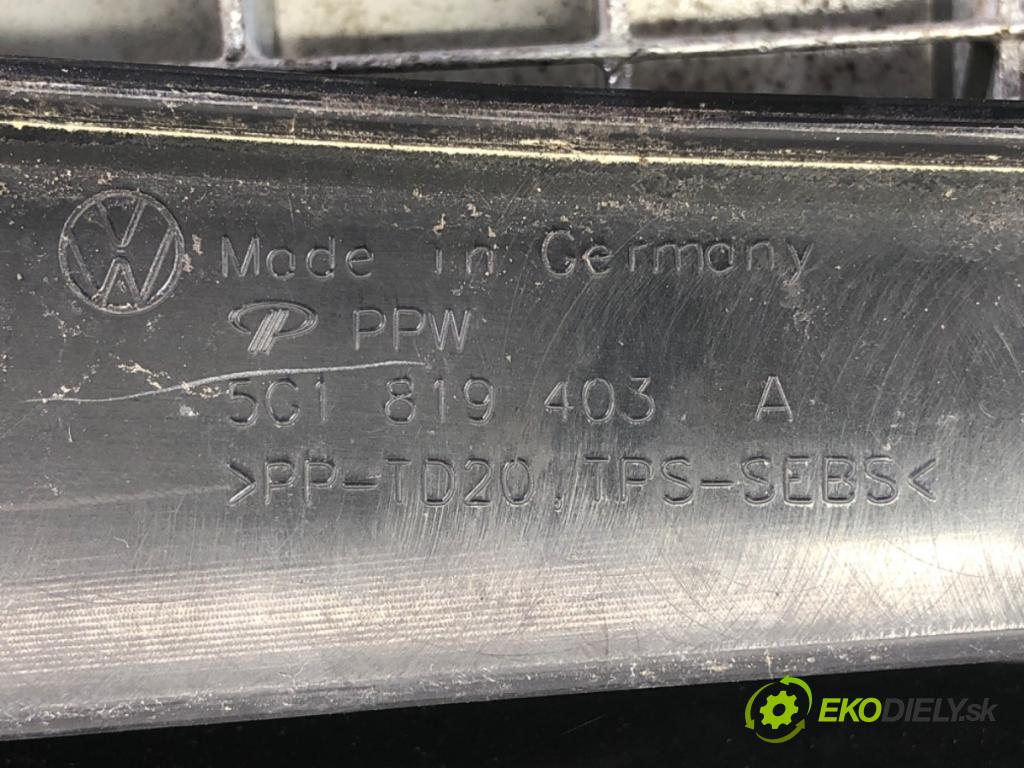 Made in Germany
PPW
5G1 819 403 A
>PP-TD20,TPS-SEBS<
EKODIELY.sk